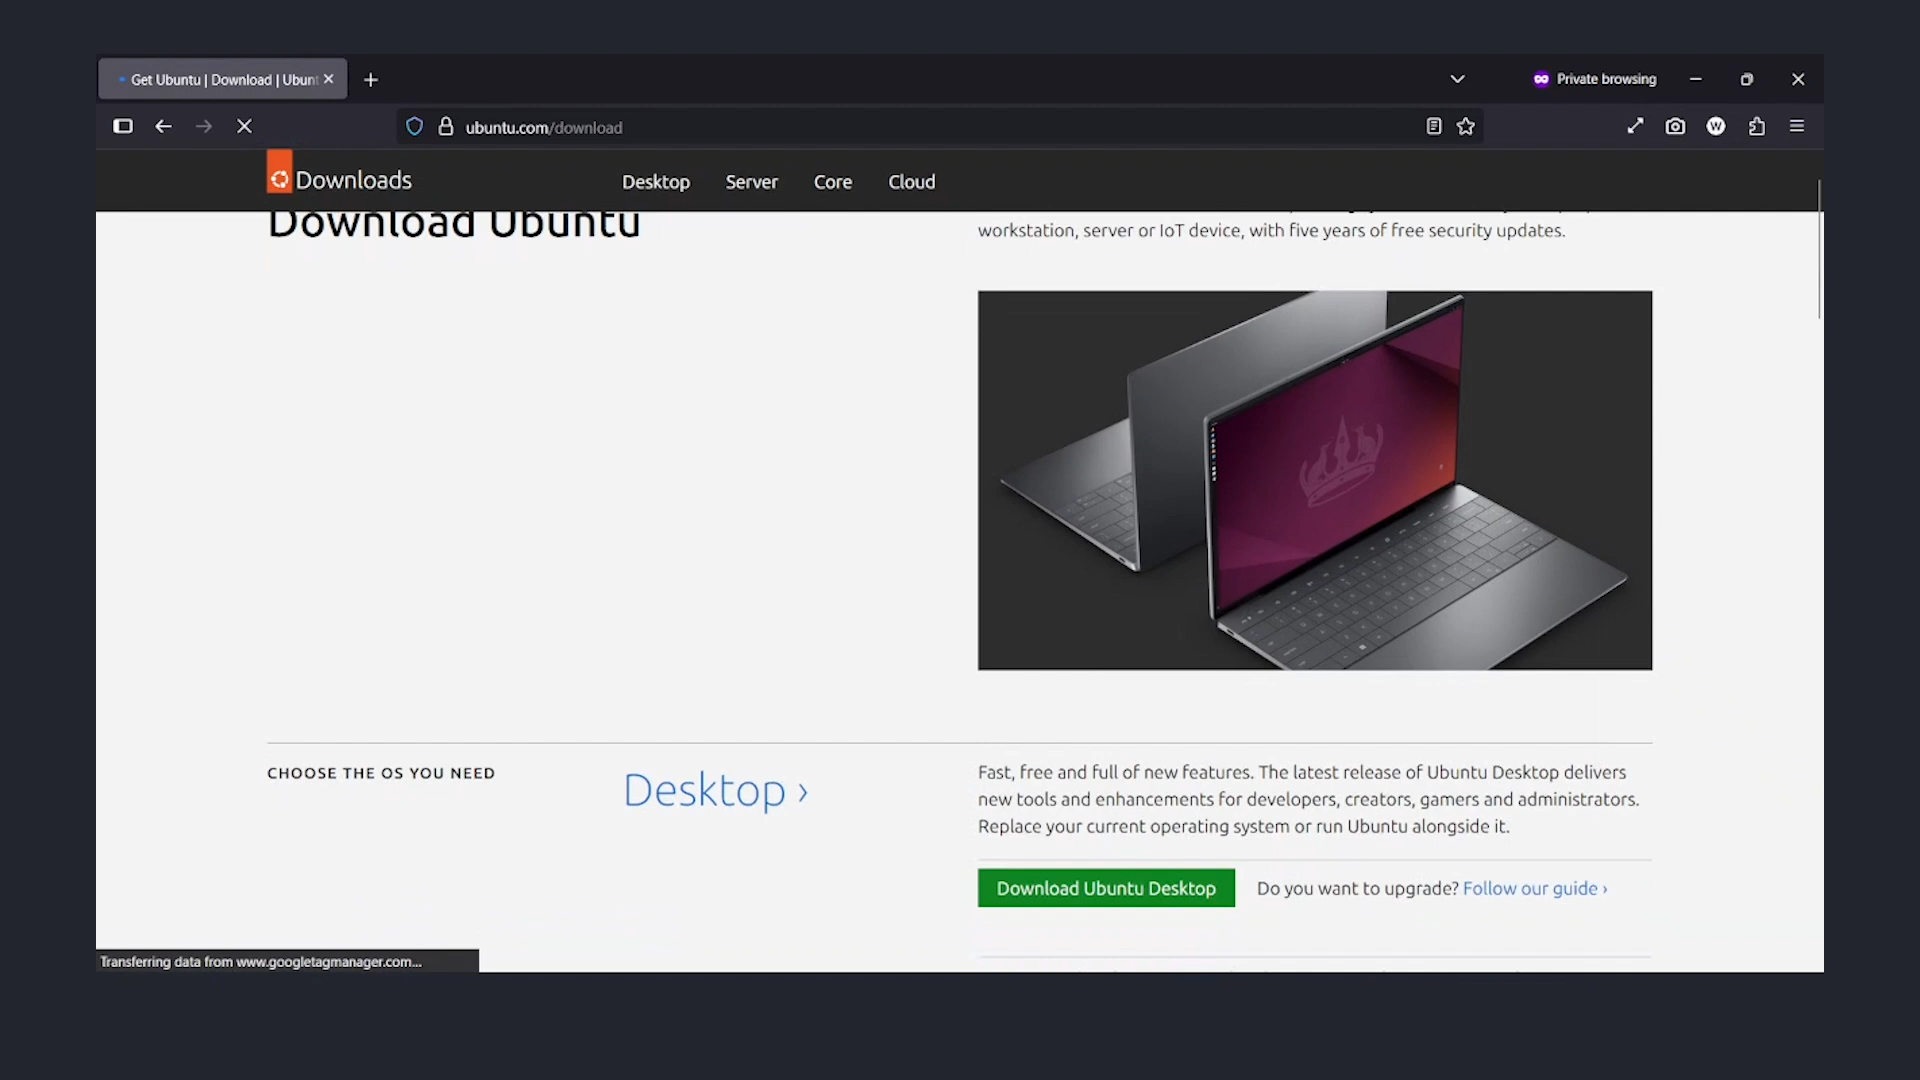 Get Ubuntu | Download | Ubun
Private browsing
ubuntu.com/download
W
Downloads
Desktop
Server
Core
Cloud
Download Ubuntu
workstation, server or IoT device, with five years of free security updates.
CHOOSE THE OS YOU NEED
Desktop ›
Fast, free and full of new features. The latest release of Ubuntu Desktop delivers
new tools and enhancements for developers, creators, gamers and administrators.
Replace your current operating system or run Ubuntu alongside it.
Download Ubuntu Desktop
Do you want to upgrade? Follow our guide ›
Transferring data from www.googletagmanager.com...